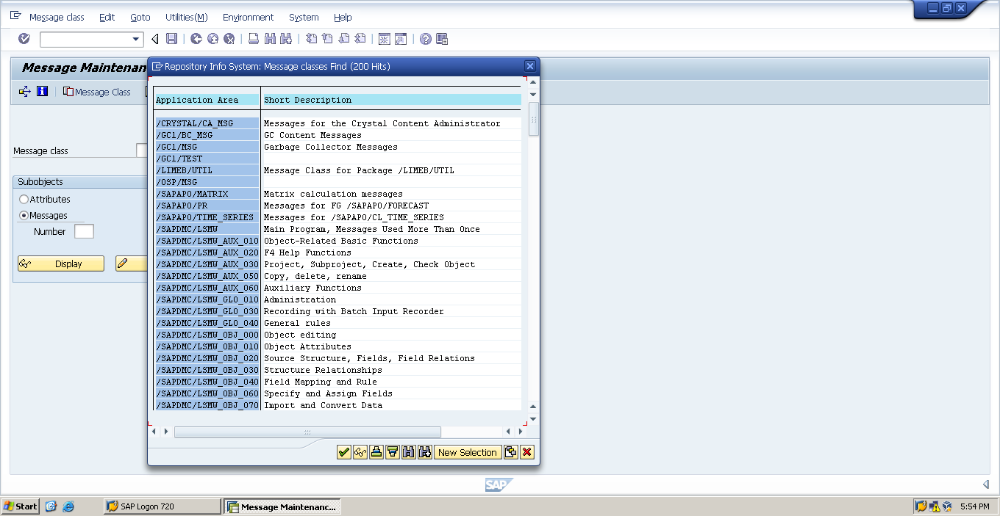 Message class Edit Goto Utilities(M) Environment System Help
Message Maintenan
Message Class
Repository Info System: Message classes Find (200 Hits)
Application Area Short Description
/CRYSTAL/CA_MSG Messages for the Crystal Content Administrator
/GC1/BC_MSG GC Content Messages
/GC1/MSG Garbage Collector Messages
/GC1/TEST
/LIMEB/UTIL Message Class for Package /LIMEB/UTIL
/OSP/MSG
/SAPAPO/MATRIX Matrix calculation messages
/SAPAPO/PR Messages for FG /SAPAPO/FORECAST
/SAPAPO/TIME_SERIES Messages for /SAPAPO/CL_TIME_SERIES
/SAPDMC/LSMW Main Program, Messages Used More Than Once
/SAPDMC/LSMW_AUX_010 Object-Related Basic Functions
/SAPDMC/LSMW_AUX_020 F4 Help Functions
/SAPDMC/LSMW_AUX_030 Project, Subproject, Create, Check Object
/SAPDMC/LSMW_AUX_050 Copy, delete, rename
/SAPDMC/LSMW_AUX_060 Auxiliary Functions
/SAPDMC/LSMW_GLO_010 Administration
/SAPDMC/LSMW_GLO_030 Recording with Batch Input Recorder
/SAPDMC/LSMW_GLO_040 General rules
/SAPDMC/LSMW_OBJ_000 Object editing
/SAPDMC/LSMW_OBJ_010 Object Attributes
/SAPDMC/LSMW_OBJ_020 Source Structure, Fields, Field Relations
/SAPDMC/LSMW_OBJ_030 Structure Relationships
/SAPDMC/LSMW_OBJ_040 Field Mapping and Rule
/SAPDMC/LSMW_OBJ_060 Specify and Assign Fields
/SAPDMC/LSMW_OBJ_070 Import and Convert Data
New Selection
Message class
Subobjects
Attributes
Messages
Number
Display
SAP
Start SAP Logon 720 Message Maintenanc... 5:54 PM